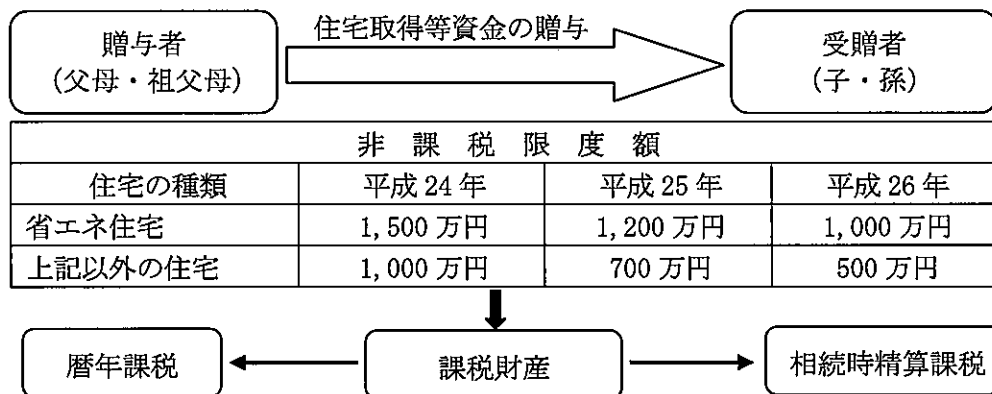 贈与者
(父母・祖父母)
住宅取得等資金の贈与
受贈者
(子・孫)
非課税限度額
住宅の種類 平成24年 平成25年 平成26年
省エネ住宅 1,500万円 1,200万円 1,000万円
上記以外の住宅 1,000万円 700万円 500万円
暦年課税
課税財産
相続時精算課税